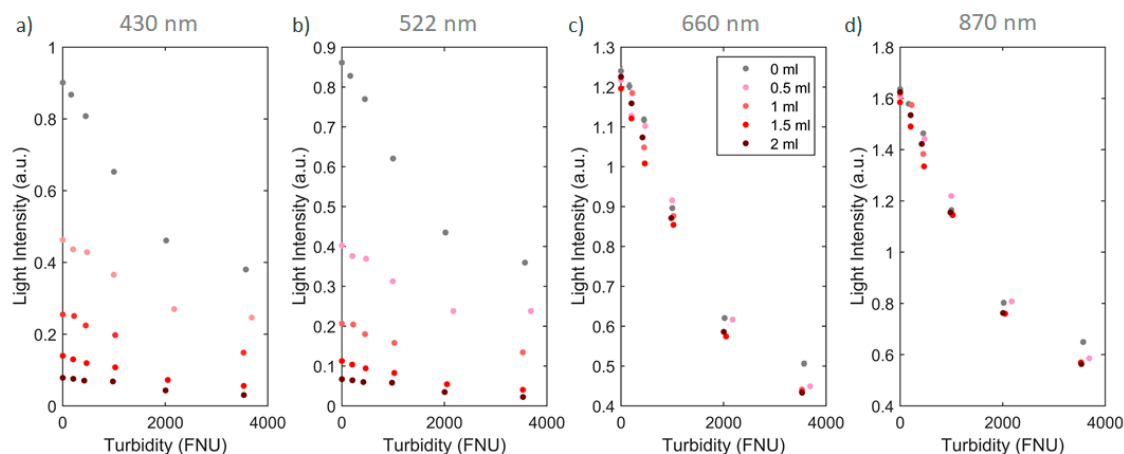 a) 430 nm
b) 522 nm
c) 660 nm
d) 870 nm
Light Intensity (a.u.)
1
0.8
0.6
0.4
0.2
0
0 2000 4000
Turbidity (FNU)
Light Intensity (a.u.)
0.9
0.8
0.7
0.6
0.5
0.4
0.3
0.2
0.1
0
0 2000 4000
Turbidity (FNU)
Light Intensity (a.u.)
1.3
1.2
1.1
1
0.9
0.8
0.7
0.6
0.5
0.4
0 2000 4000
Turbidity (FNU)
0 ml
0.5 ml
1 ml
1.5 ml
2 ml
Light Intensity (a.u.)
1.8
1.6
1.4
1.2
1
0.8
0.6
0.4
0 2000 4000
Turbidity (FNU)